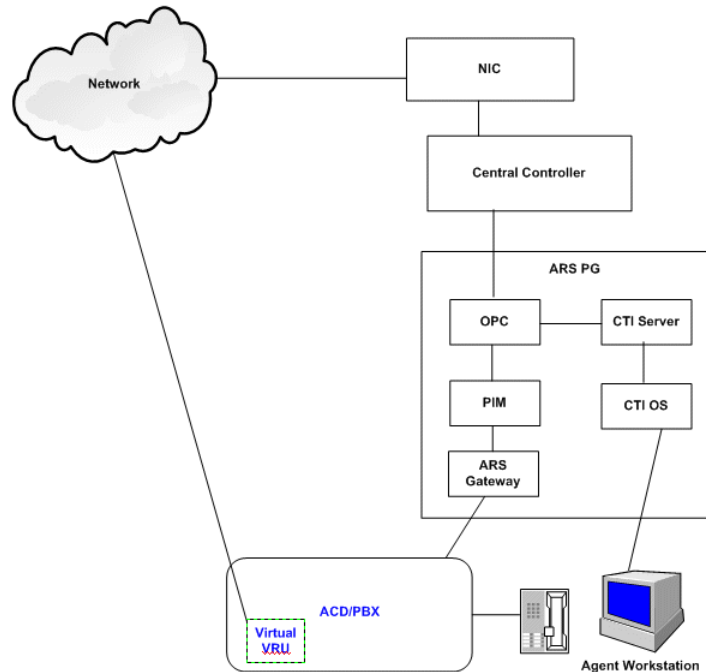 Network
NIC
Central Controller
ARS PG
OPC
CTI Server
PIM
CTI OS
ARS
Gateway
ACD/PBX
Virtual
VRU
Agent Workstation